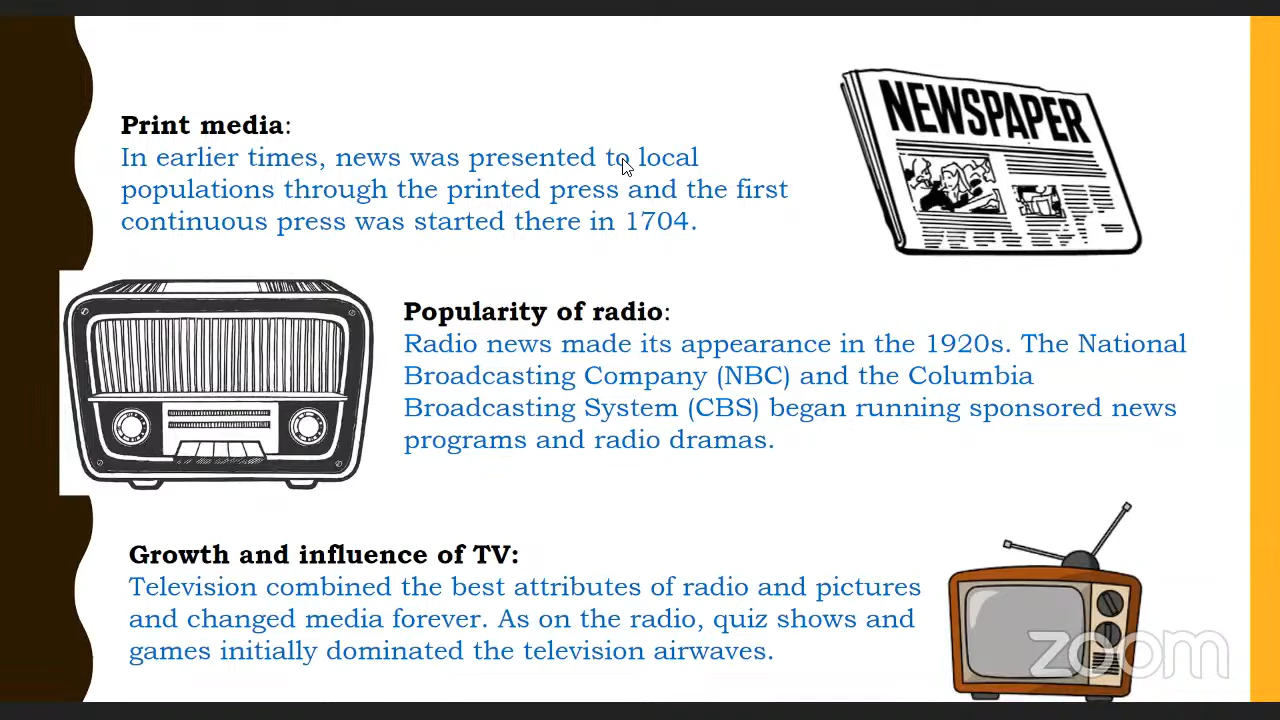 NEWSPAPER
Print media:
In earlier times, news was presented to local
populations through the printed press and the first
continuous press was started there in 1704.
Popularity of radio:
Radio news made its appearance in the 1920s. The National
Broadcasting Company (NBC) and the Columbia
Broadcasting System (CBS) began running sponsored news
programs and radio dramas.
Growth and influence of TV:
Television combined the best attributes of radio and pictures
and changed media forever. As on the radio, quiz shows and
games initially dominated the television airwaves.
zoom